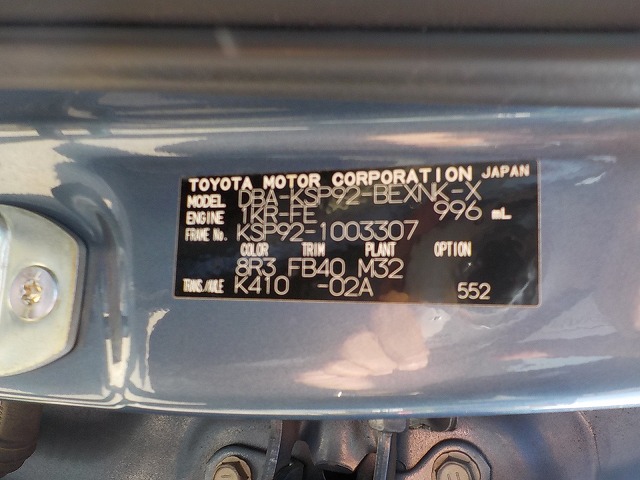 TOYOTA MOTOR CORPORATION JAPAN
MODEL DBA-KSP92-BEXNK-X
ENGINE 1KR-FE 996 mL
FRAME No. KSP92-1003307
COLOR TRIM PLANT OPTION
8R3 FB40 M32
TRANS./AXLE K410 -02A 552